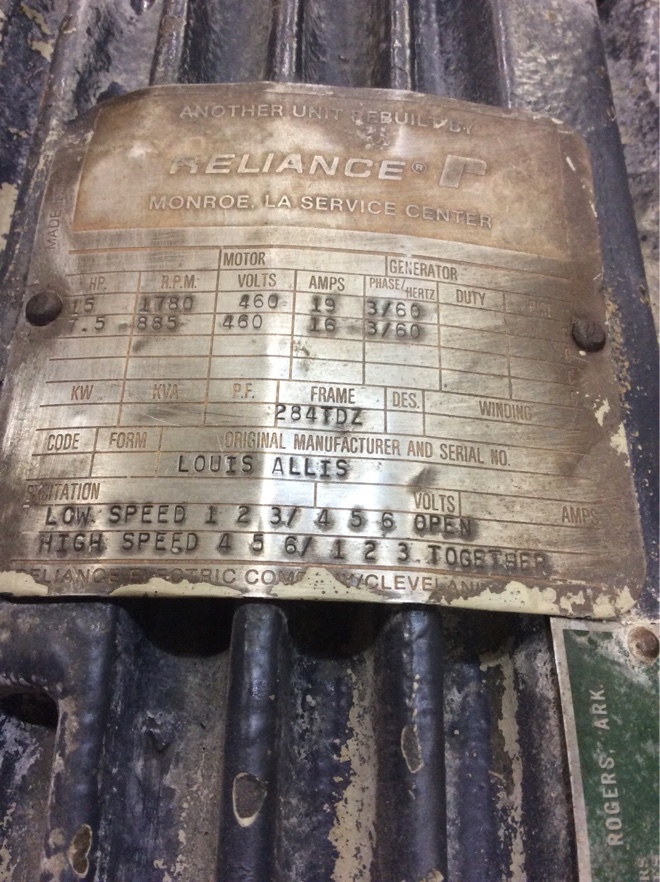 ANOTHER UNIT REBUILT BY
RELIANCE®
MONROE, LA SERVICE CENTER
MADE
MOTOR GENERATOR
HP. R.P.M. VOLTS AMPS PHASE/HERTZ DUTY
15 1780 460 19 3/60
7.5 885 460 16 3/60
KW KVA P.F. FRAME DES. WINDING
284TDZ
CODE FORM ORIGINAL MANUFACTURER AND SERIAL NO.
LOUIS ALLIS
EXCITATION VOLTS AMPS
LOW SPEED 1 2 3/ 4 5 6 OPEN
HIGH SPEED 4 5 6/ 1 2 3 TOGETHER
RELIANCE ELECTRIC COMPANY/CLEVELAND
ROGERS, ARK.